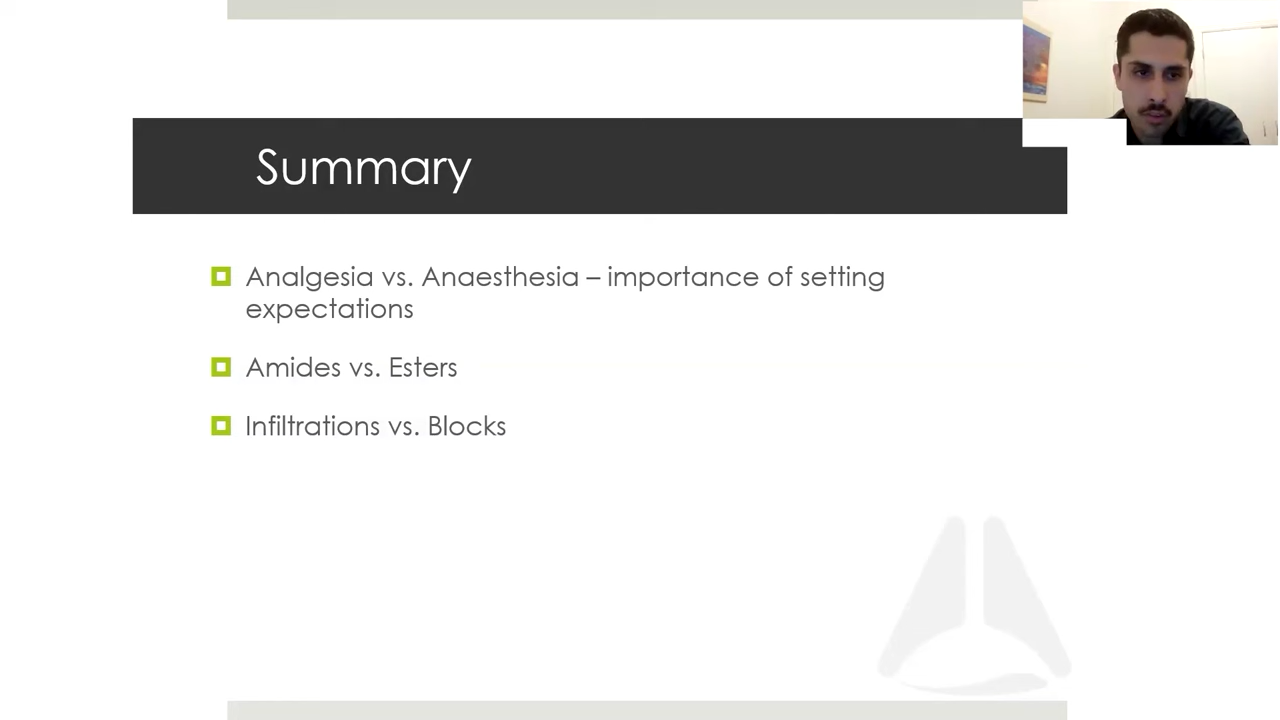 Summary
Analgesia vs. Anaesthesia – importance of setting
expectations
Amides vs. Esters
Infiltrations vs. Blocks